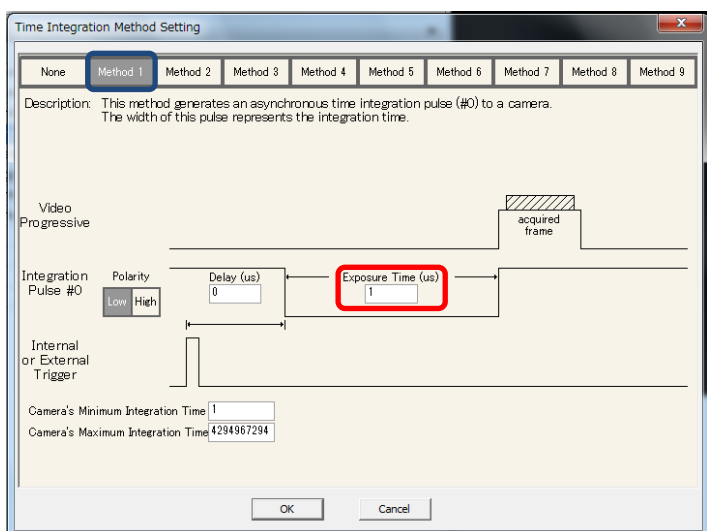 Time Integration Method Setting
None Method 1 Method 2 Method 3 Method 4 Method 5 Method 6 Method 7 Method 8 Method 9
Description: This method generates an asynchronous time integration pulse (#0) to a camera.
The width of this pulse represents the integration time.
Video
Progressive
acquired
frame
Integration
Pulse #0
Polarity
Low High
Delay (us)
0
Exposure Time (us)
1
Internal
or External
Trigger
Camera's Minimum Integration Time 1
Camera's Maximum Integration Time 4294967294
OK Cancel